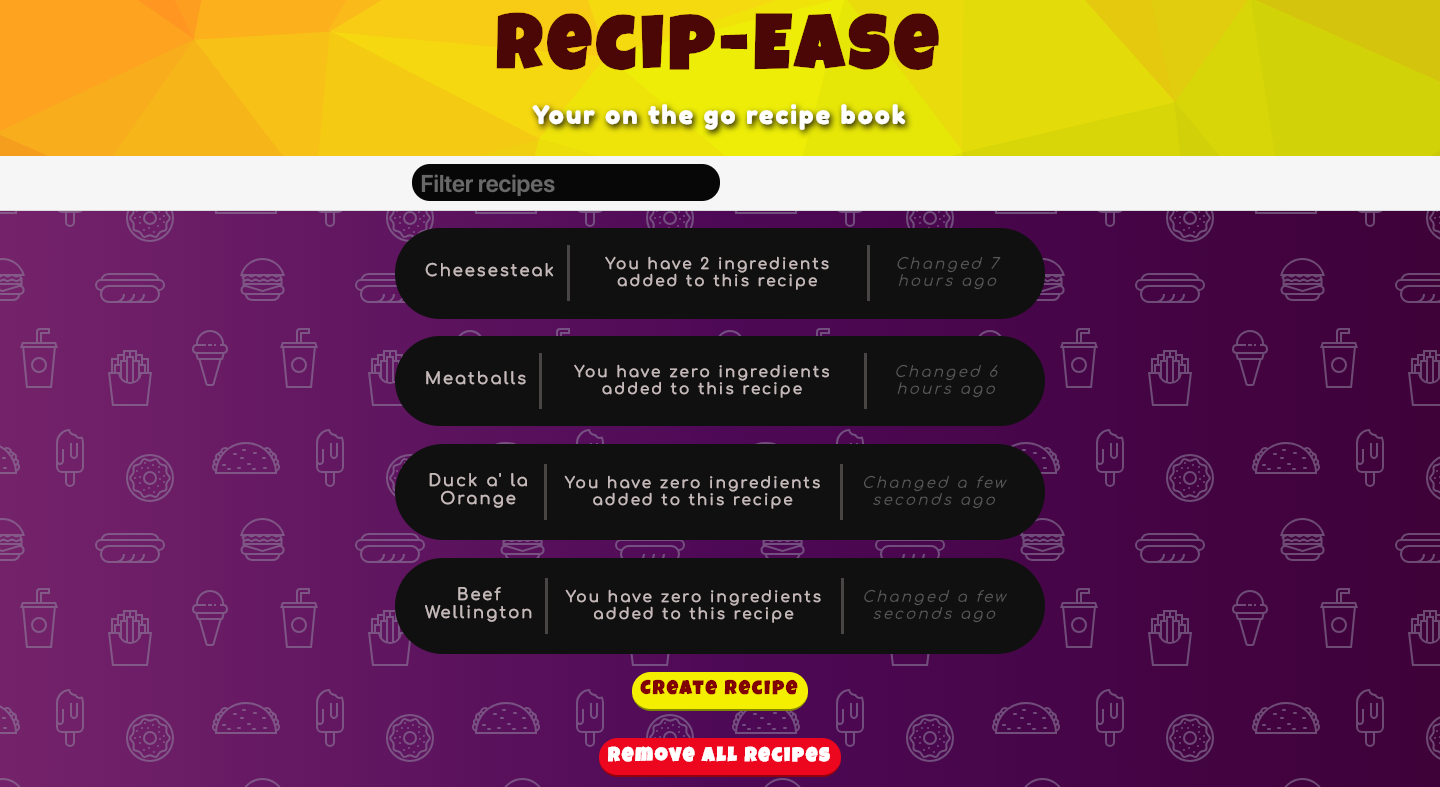 Recip-Ease
Your on the go recipe book
Filter recipes
Cheesesteak
You have 2 ingredients
added to this recipe
Changed 7
hours ago
Meatballs
You have zero ingredients
added to this recipe
Changed 6
hours ago
Duck a' la
Orange
You have zero ingredients
added to this recipe
Changed a few
seconds ago
Beef
Wellington
You have zero ingredients
added to this recipe
Changed a few
seconds ago
Create Recipe
Remove All Recipes